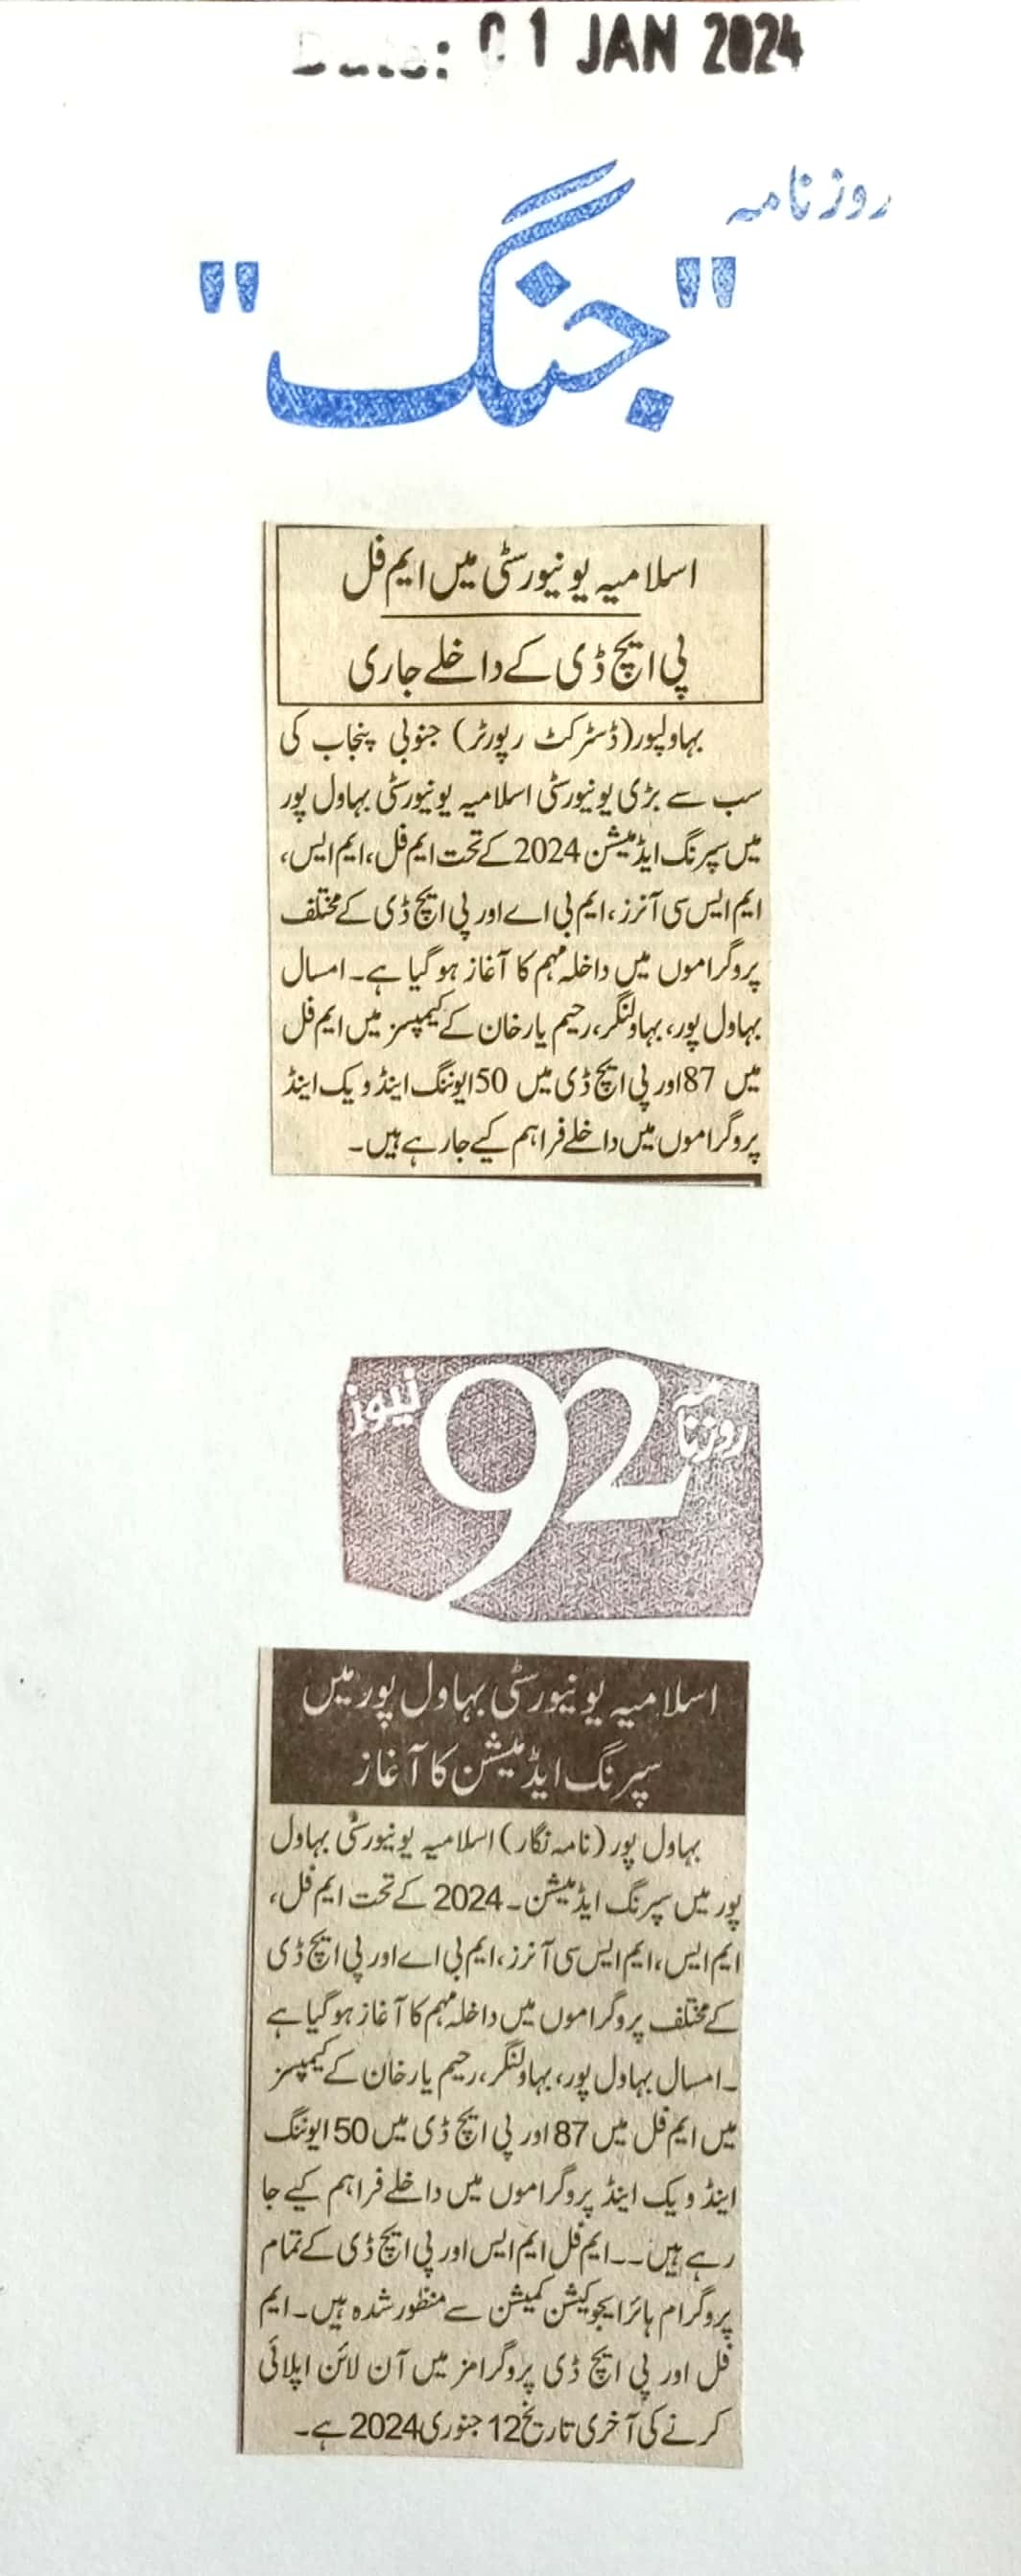 Date: 01 JAN 2024
روزنامہ
"جنگ"
اسلامیہ یونیورسٹی میں ایم فل
پی ایچ ڈی کے داخلے جاری
بہاولپور(ڈسٹرکٹ رپورٹر) جنوبی پنجاب کی
سب سے بڑی یونیورسٹی اسلامیہ یونیورسٹی بہاول پور
میں سپرنگ ایڈمیشن 2024 کے تحت ایم فل، ایم ایس،
ایم ایس سی آنرز، ایم بی اے اور پی ایچ ڈی کے مختلف
پروگراموں میں داخلہ مہم کا آغاز ہو گیا ہے۔ امسال
بہاول پور، بہاولنگر، رحیم یار خان کے کیمپسز میں ایم فل
میں 87 اور پی ایچ ڈی میں 50 ایوننگ اینڈ ویک اینڈ
پروگراموں میں داخلے فراہم کیے جا رہے ہیں۔
روزنامہ 92 نیوز
اسلامیہ یونیورسٹی بہاول پور میں
سپرنگ ایڈمیشن کا آغاز
بہاول پور (نامہ نگار) اسلامیہ یونیورسٹی بہاول
پور میں سپرنگ ایڈمیشن۔ 2024 کے تحت ایم فل،
ایم ایس، ایم ایس سی آنرز، ایم بی اے اور پی ایچ ڈی
کے مختلف پروگراموں میں داخلہ مہم کا آغاز ہو گیا ہے
۔امسال بہاول پور، بہاولنگر، رحیم یار خان کے کیمپسز
میں ایم فل میں 87 اور پی ایچ ڈی میں 50 ایوننگ
اینڈ ویک اینڈ پروگراموں میں داخلے فراہم کیے جا
رہے ہیں۔۔ایم فل ایم ایس اور پی ایچ ڈی کے تمام
پروگرام ہائر ایجوکیشن کمیشن سے منظور شدہ ہیں۔ ایم
فل اور پی ایچ ڈی پروگرامز میں آن لائن اپلائی
کرنے کی آخری تاریخ 12 جنوری 2024 ہے۔